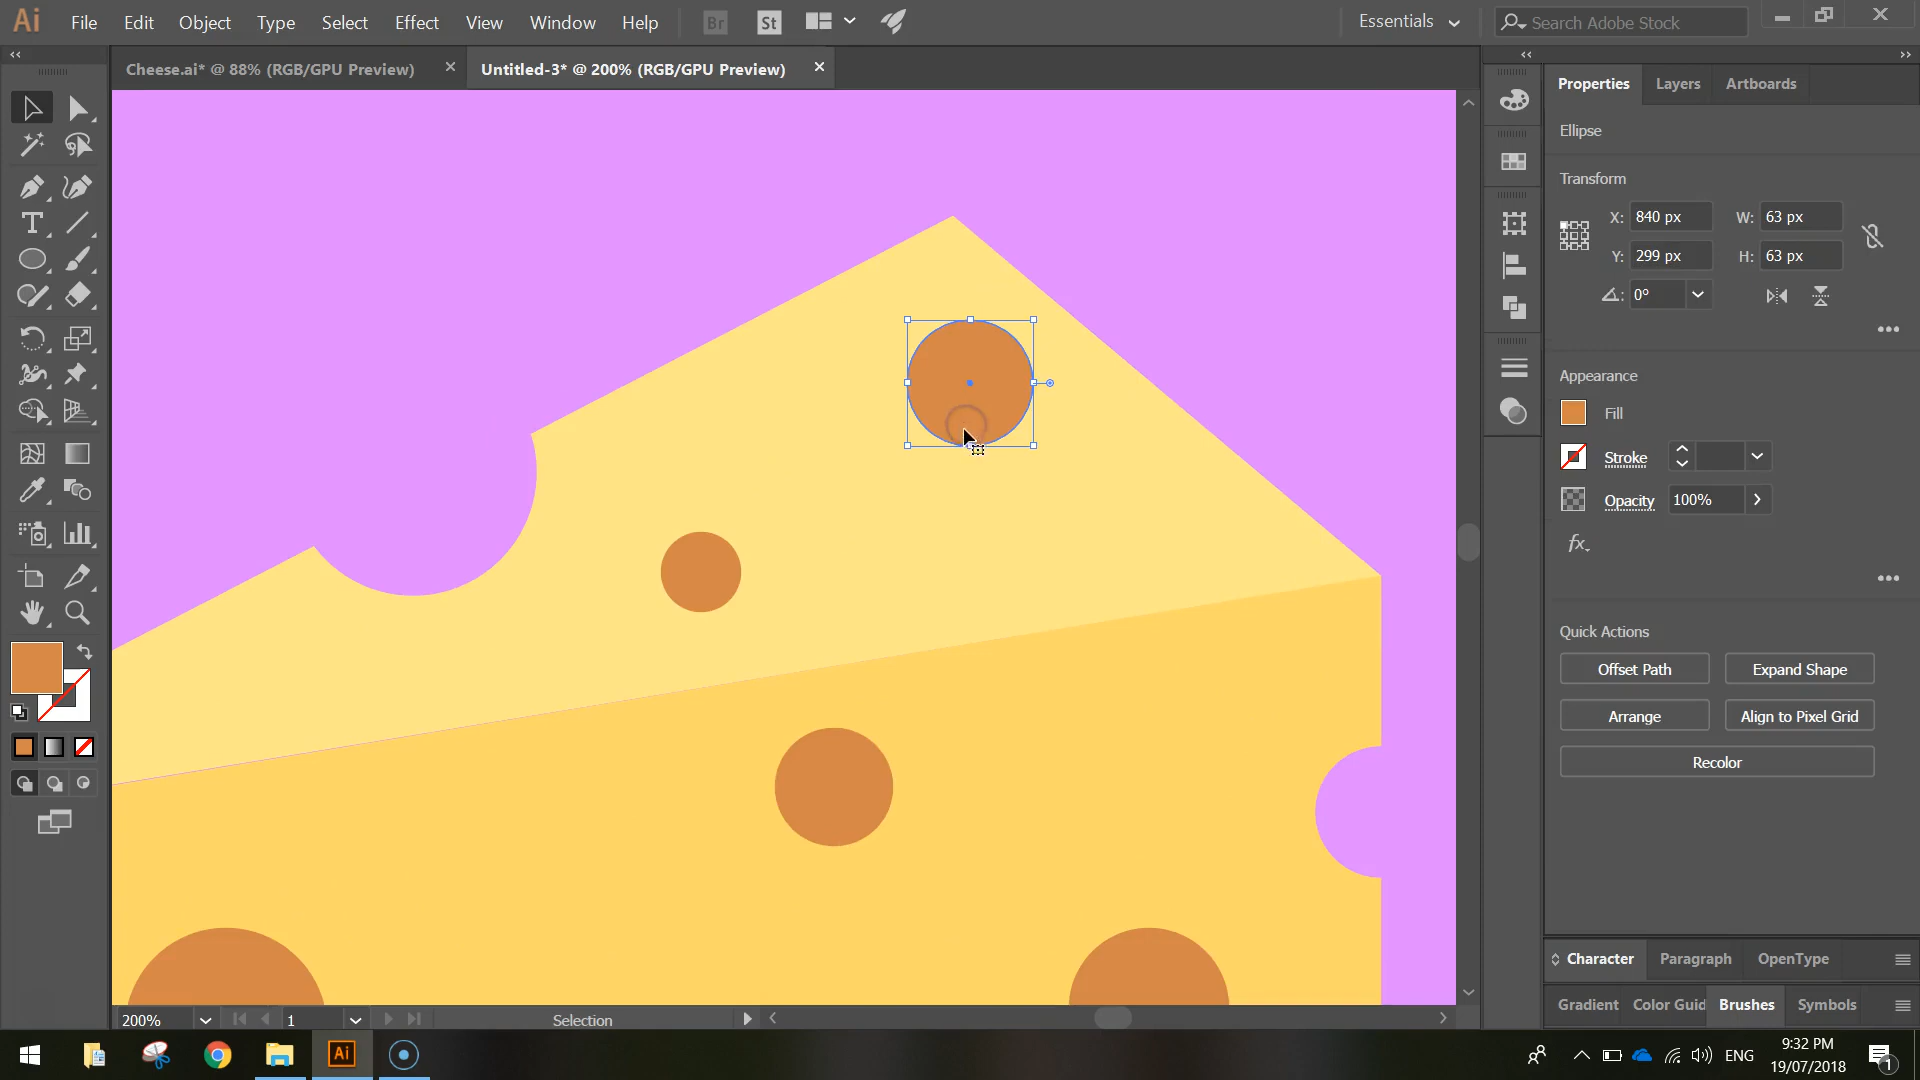 Ai File Edit Object Type Select Effect View Window Help Br St Essentials Search Adobe Stock
Cheese.ai* @ 88% (RGB/GPU Preview) Untitled-3* @ 200% (RGB/GPU Preview)
Properties Layers Artboards
Ellipse
Transform
X: 840 px W: 63 px
Y: 299 px H: 63 px
0°
Appearance
Fill
Stroke
Opacity 100%
fx
Quick Actions
Offset Path Expand Shape
Arrange Align to Pixel Grid
Recolor
Character Paragraph OpenType
Gradient Color Guid Brushes Symbols
200% 1 Selection
Ai ENG 9:32 PM
19/07/2018 1